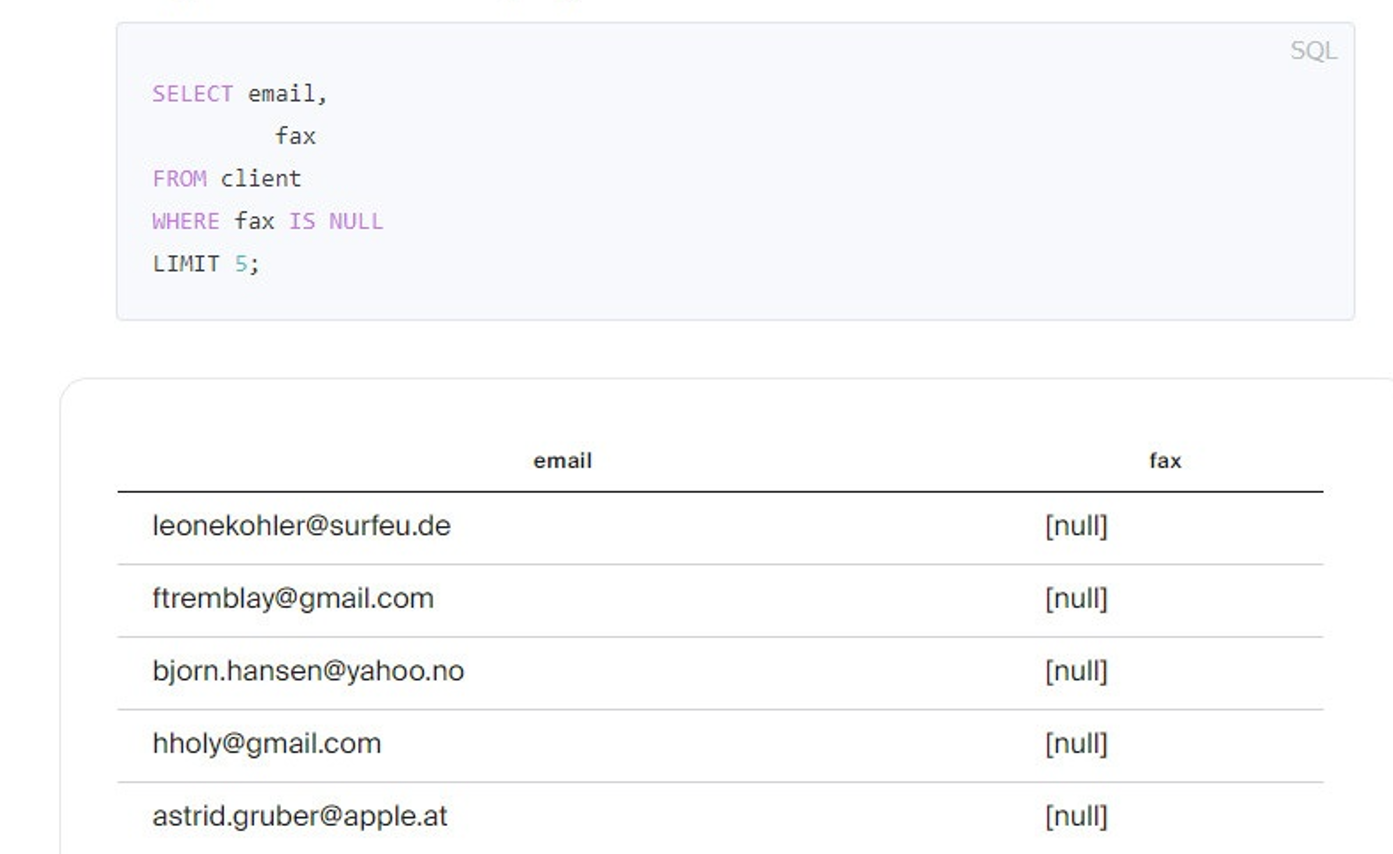 SQL
SELECT email,
fax
FROM client
WHERE fax IS NULL
LIMIT 5;
email fax
leonekohler@surfeu.de [null]
ftremblay@gmail.com [null]
bjorn.hansen@yahoo.no [null]
hholy@gmail.com [null]
astrid.gruber@apple.at [null]